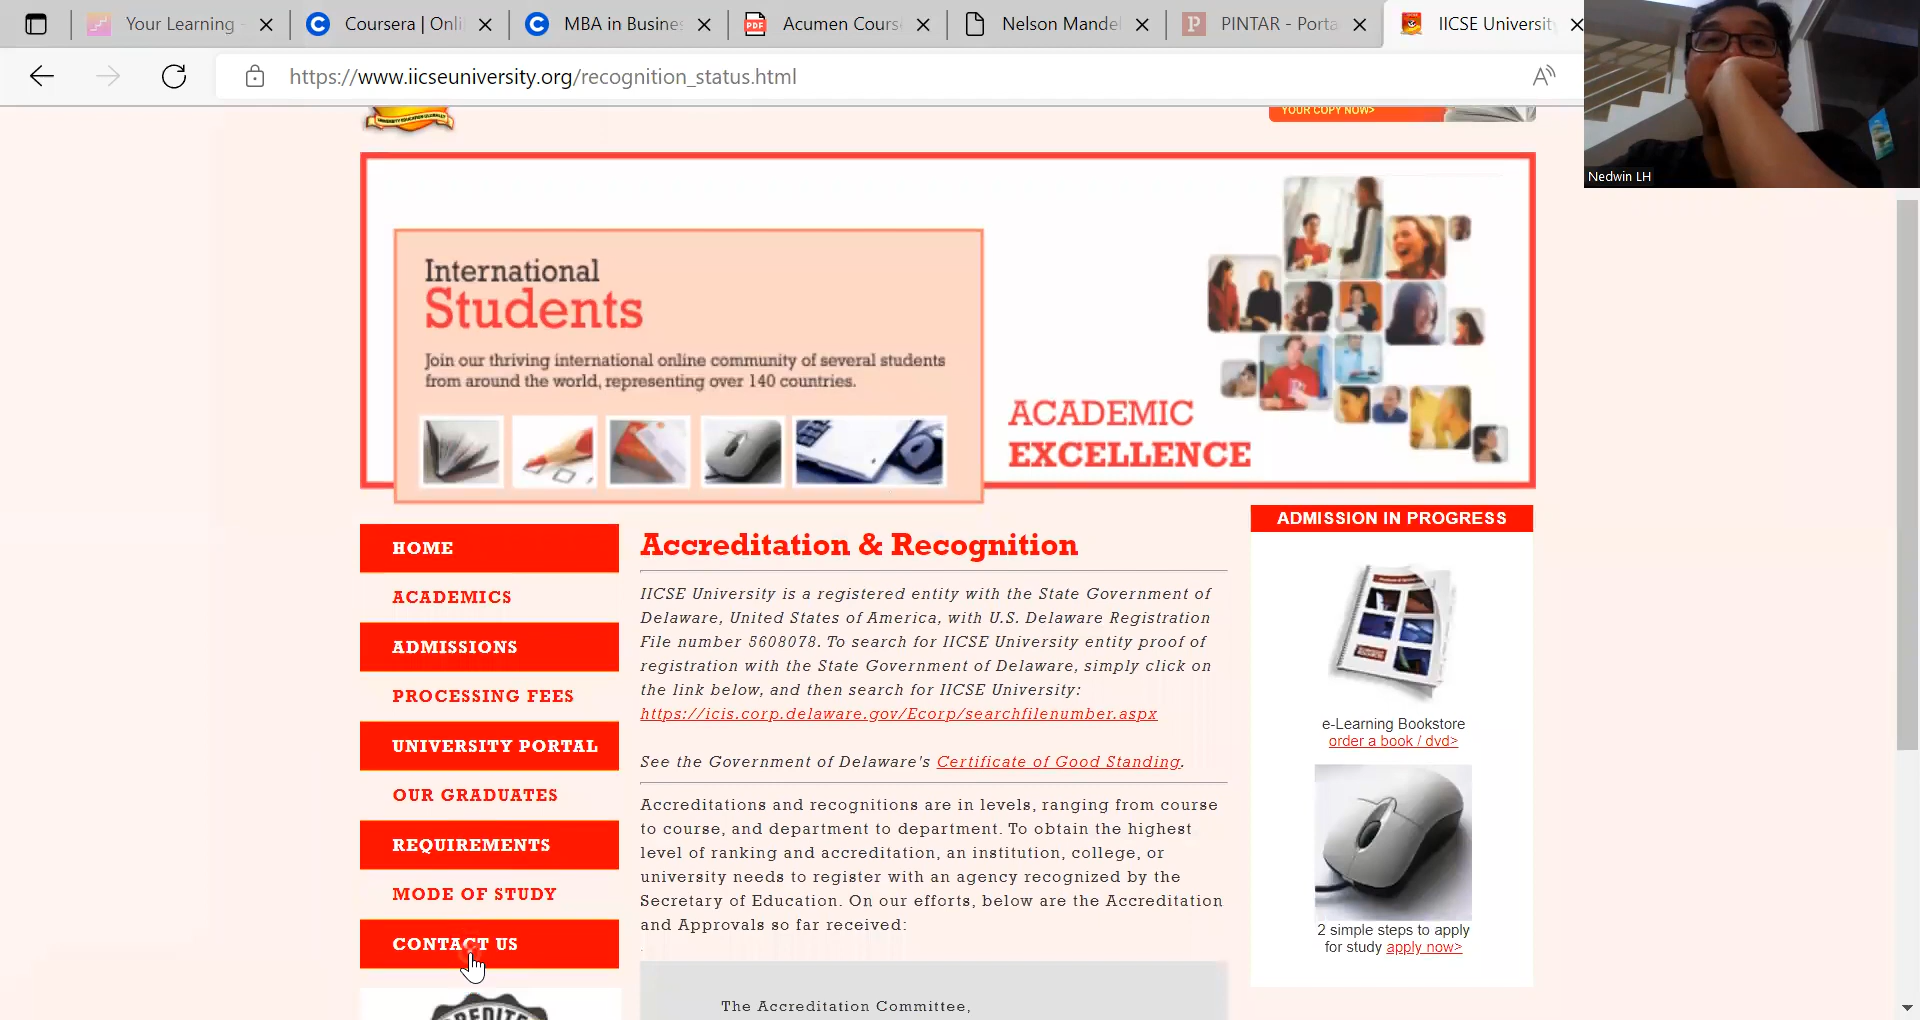 Your Learning -
Coursera | Onli
MBA in Busines
Acumen Cours
Nelson Mandel
PINTAR - Porta
IICSE University
https://www.iicseuniversity.org/recognition_status.html
Nedwin LH
UNIVERSITY EDUCATION GLOBALLY
YOUR COPY NOW>
International
Students
Join our thriving international online community of several students
from around the world, representing over 140 countries.
ACADEMIC
EXCELLENCE
HOME
ACADEMICS
ADMISSIONS
PROCESSING FEES
UNIVERSITY PORTAL
OUR GRADUATES
REQUIREMENTS
MODE OF STUDY
CONTACT US
Accreditation & Recognition
IICSE University is a registered entity with the State Government of
Delaware, United States of America, with U.S. Delaware Registration
File number 5608078. To search for IICSE University entity proof of
registration with the State Government of Delaware, simply click on
the link below, and then search for IICSE University:
https://icis.corp.delaware.gov/Ecorp/searchfilenumber.aspx
See the Government of Delaware's Certificate of Good Standing.
Accreditations and recognitions are in levels, ranging from course
to course, and department to department. To obtain the highest
level of ranking and accreditation, an institution, college, or
university needs to register with an agency recognized by the
Secretary of Education. On our efforts, below are the Accreditation
and Approvals so far received:
The Accreditation Committee,
ADMISSION IN PROGRESS
e-Learning Bookstore
order a book / dvd>
2 simple steps to apply
for study apply now>